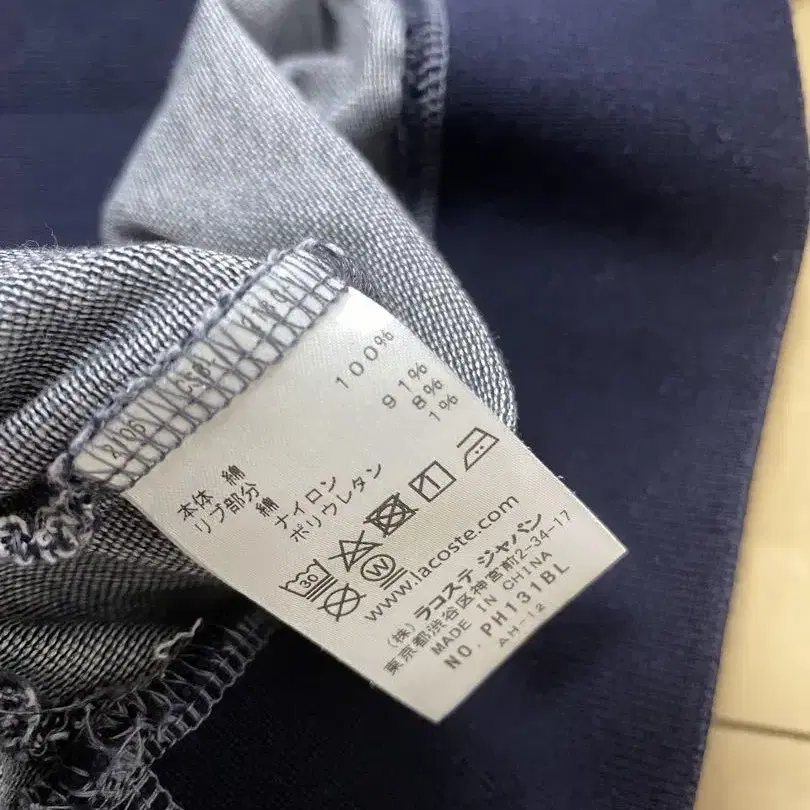 本体 綿 100%
リブ部分 綿 91%
ナイロン 8%
ポリウレタン 1%
30
W
www.lacoste.com
(株) ラコステ ジャパン
東京都渋谷区神宮前2-34-17
MADE IN CHINA
NO. PH131BL
AH-12